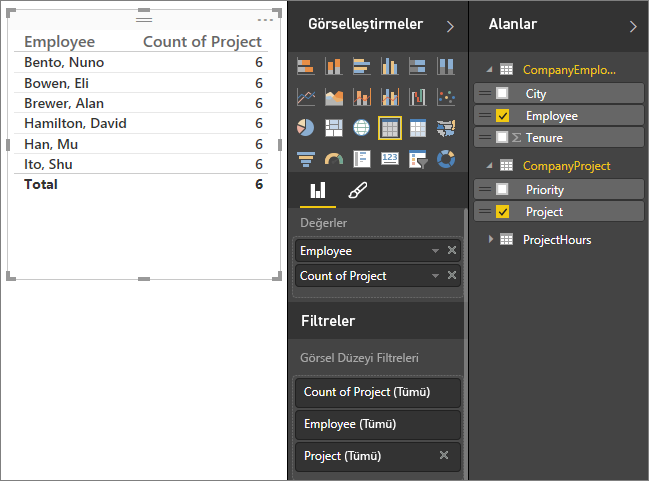 Employee Count of Project
Bento, Nuno 6
Bowen, Eli 6
Brewer, Alan 6
Hamilton, David 6
Han, Mu 6
Ito, Shu 6
Total 6
Görselleştirmeler
123
Değerler
Employee
Count of Project
Filtreler
Görsel Düzeyi Filtreleri
Count of Project (Tümü)
Employee (Tümü)
Project (Tümü)
Alanlar
CompanyEmplo...
City
Employee
Σ Tenure
CompanyProject
Priority
Project
ProjectHours